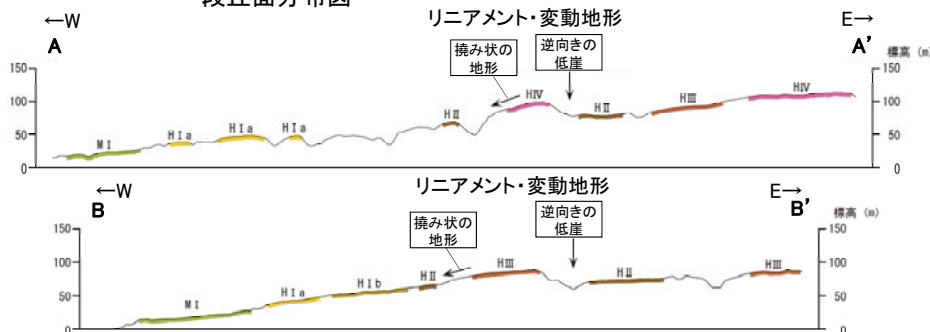 段丘面分布図
←W
リニアメント・変動地形
E→
A
A'
標高 (m)
撓み状の
地形
逆向きの
低崖
150
100
50
0
MⅠ
HⅠa
HⅠa
HⅠa
HⅡ
HⅣ
HⅡ
HⅢ
HⅣ
150
100
50
0
←W
リニアメント・変動地形
E→
B
B'
標高 (m)
撓み状の
地形
逆向きの
低崖
150
100
50
0
MⅠ
HⅠa
HⅠb
HⅡ
HⅢ
HⅡ
HⅢ
150
100
50
0